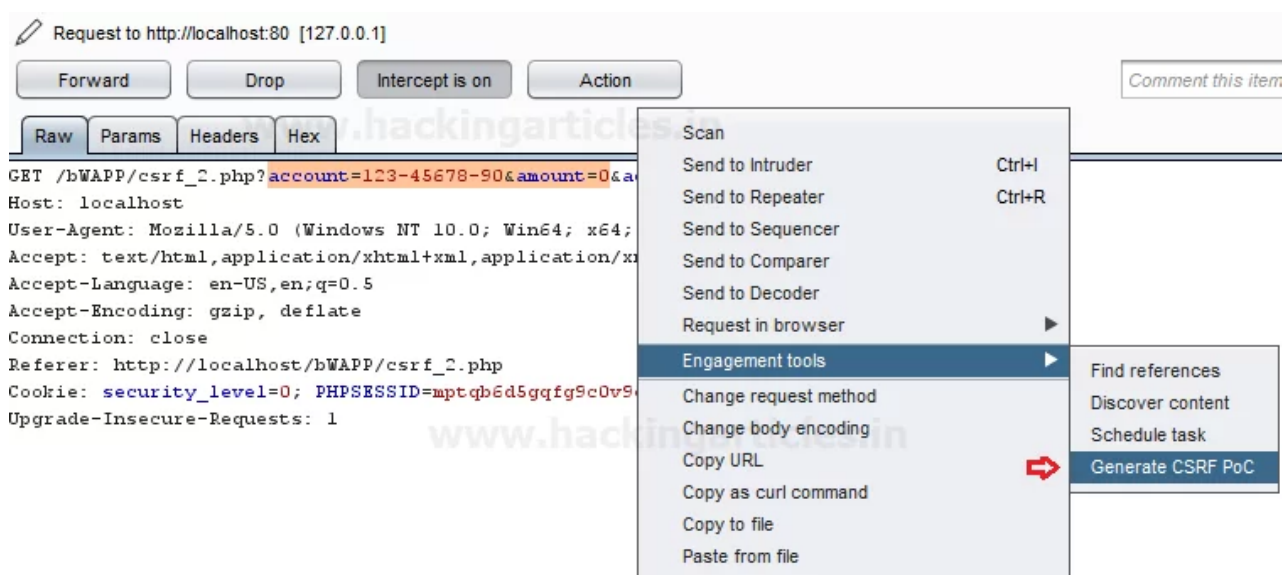 Request to http://localhost:80 [127.0.0.1]
Forward Drop Intercept is on Action Comment this item
www.hackingarticles.in
Raw Params Headers Hex
GET /bWAPP/csrf_2.php?account=123-45678-90&amount=0&a
Host: localhost
User-Agent: Mozilla/5.0 (Windows NT 10.0; Win64; x64;
Accept: text/html,application/xhtml+xml,application/x
Accept-Language: en-US,en;q=0.5
Accept-Encoding: gzip, deflate
Connection: close
Referer: http://localhost/bWAPP/csrf_2.php
Cookie: security_level=0; PHPSESSID=mptqb6d5gqfg9c0v9
Upgrade-Insecure-Requests: 1
www.hackingarticles.in
Scan
Send to Intruder Ctrl+I
Send to Repeater Ctrl+R
Send to Sequencer
Send to Comparer
Send to Decoder
Request in browser
Engagement tools
Change request method
Change body encoding
Copy URL
Copy as curl command
Copy to file
Paste from file
Find references
Discover content
Schedule task
Generate CSRF PoC